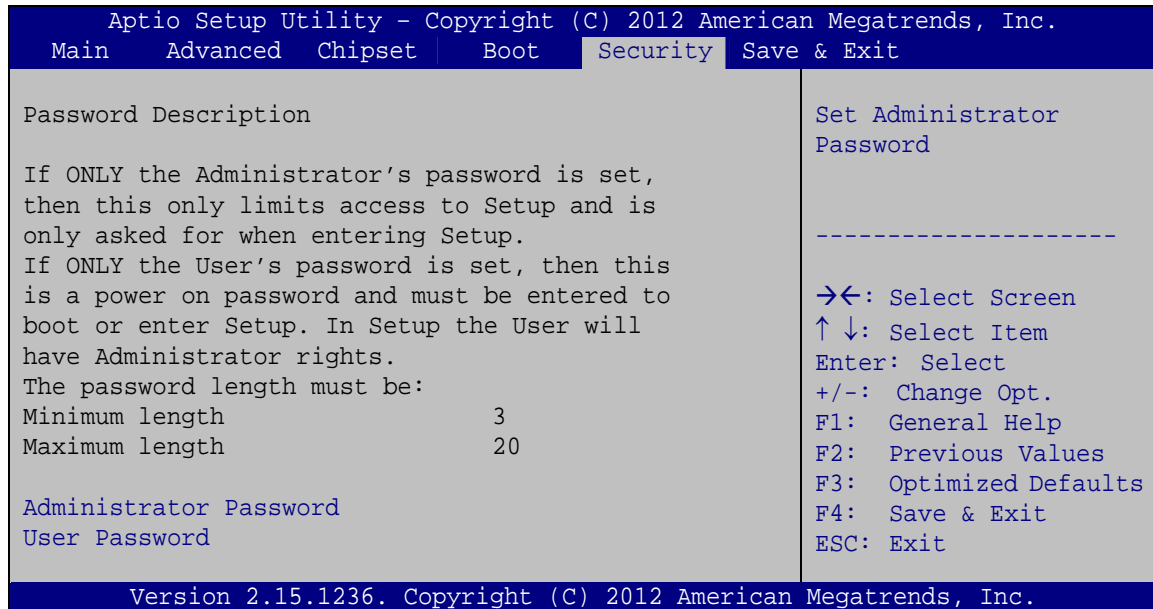 Aptio Setup Utility – Copyright (C) 2012 American Megatrends, Inc.
Main Advanced Chipset Boot Security Save & Exit
Password Description
If ONLY the Administrator’s password is set,
then this only limits access to Setup and is
only asked for when entering Setup.
If ONLY the User’s password is set, then this
is a power on password and must be entered to
boot or enter Setup. In Setup the User will
have Administrator rights.
The password length must be:
Minimum length 3
Maximum length 20
Administrator Password
User Password
Set Administrator
Password
---------------------
→←: Select Screen
↑ ↓: Select Item
Enter: Select
+/-: Change Opt.
F1: General Help
F2: Previous Values
F3: Optimized Defaults
F4: Save & Exit
ESC: Exit
Version 2.15.1236. Copyright (C) 2012 American Megatrends, Inc.